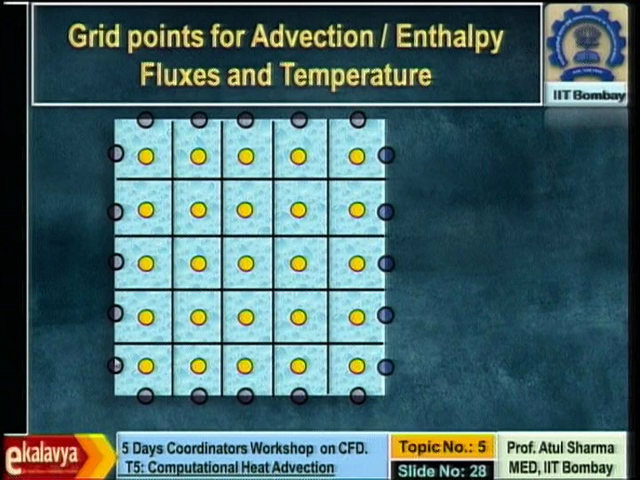 Grid points for Advection / Enthalpy
Fluxes and Temperature
IIT Bombay
ekalavya
5 Days Coordinators Workshop on CFD.
T5: Computational Heat Advection
Topic No.: 5
Slide No: 28
Prof. Atul Sharma
MED, IIT Bombay